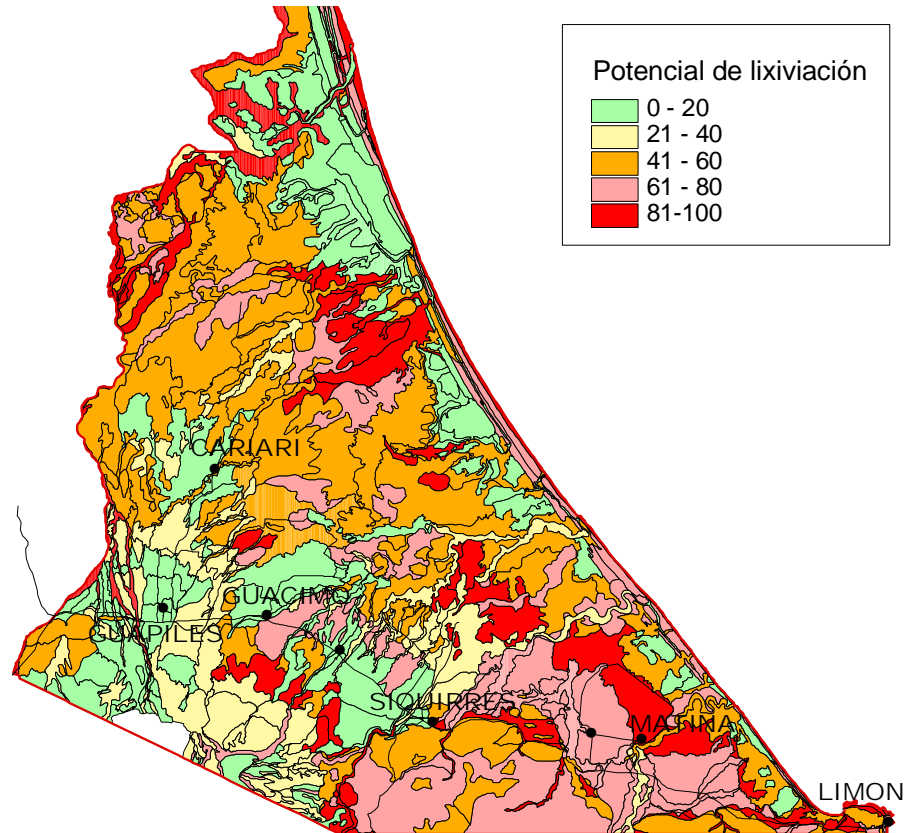 Potencial de lixiviación
0 - 20
21 - 40
41 - 60
61 - 80
81-100
CARIARI
GUACIMO
GUAPILES
SIQUIRRES
MATINA
LIMON